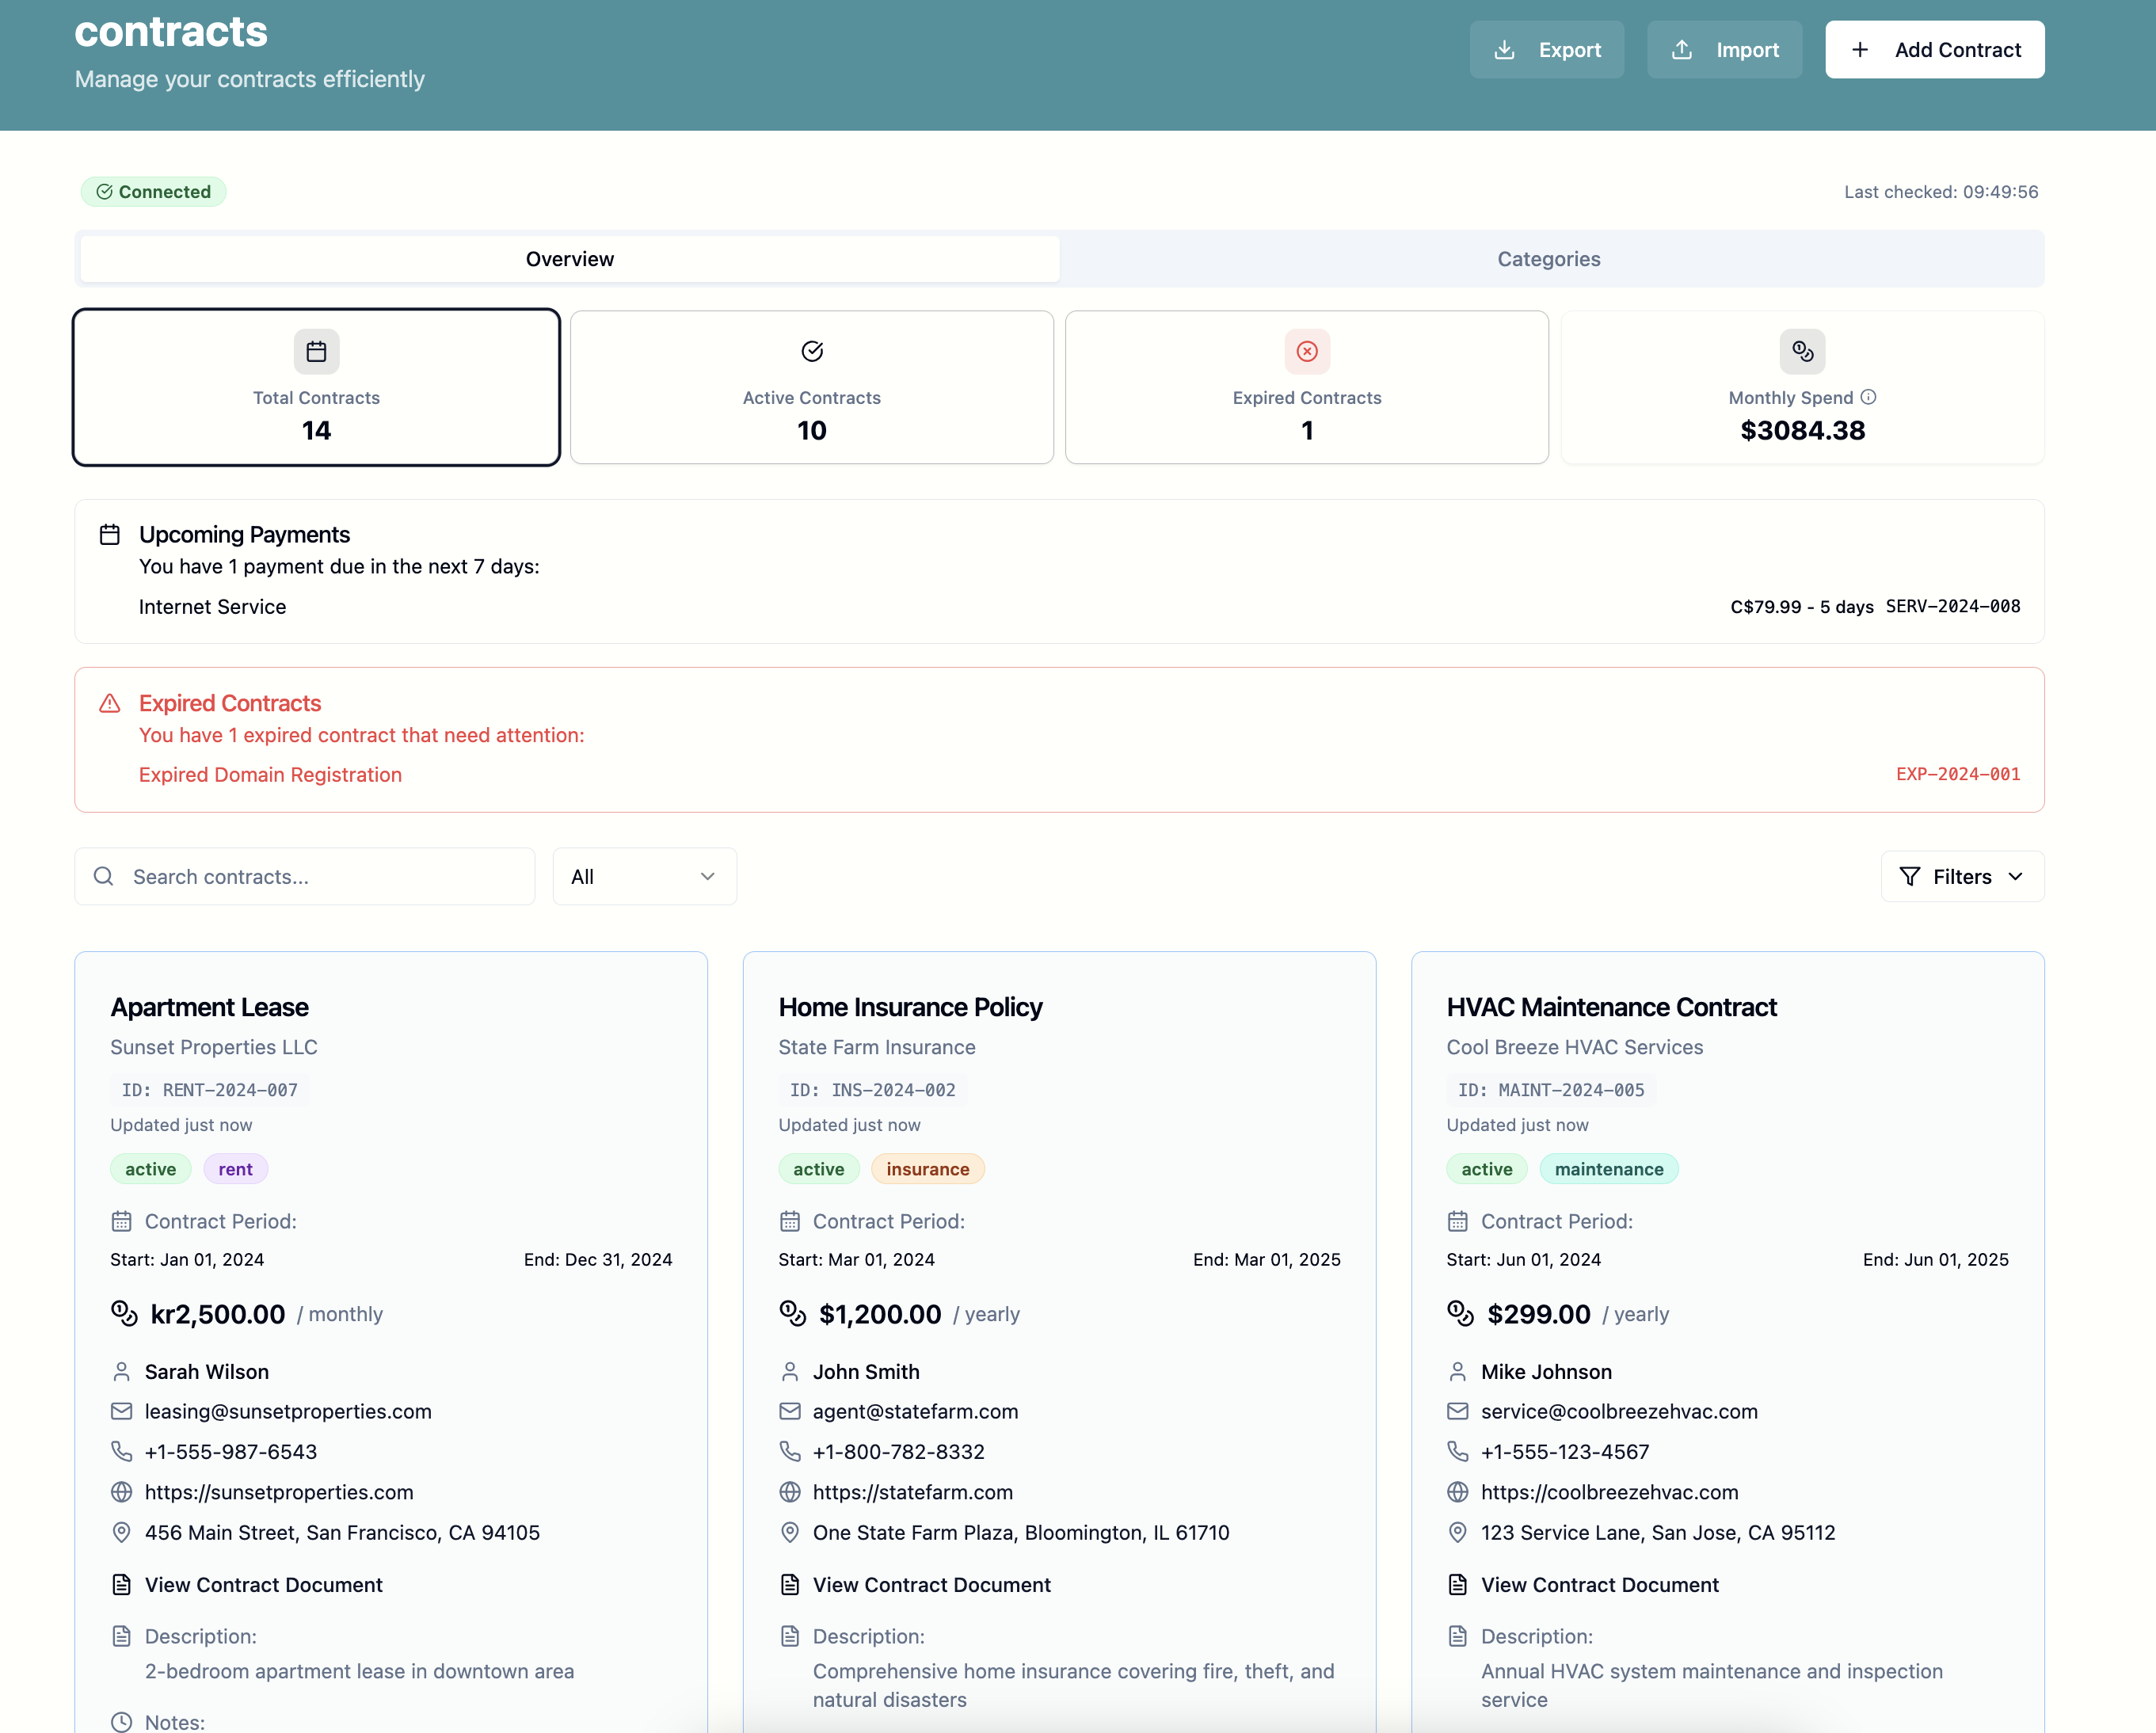 contracts
Manage your contracts efficiently
Export
Import
Add Contract
Connected
Last checked: 09:49:56
Overview
Categories
Total Contracts
14
Active Contracts
10
Expired Contracts
1
Monthly Spend
$3084.38
Upcoming Payments
You have 1 payment due in the next 7 days:
Internet Service
C$79.99 - 5 days SERV-2024-008
Expired Contracts
You have 1 expired contract that need attention:
Expired Domain Registration
EXP-2024-001
Search contracts...
All
Filters
Apartment Lease
Sunset Properties LLC
ID: RENT-2024-007
Updated just now
active rent
Contract Period:
Start: Jan 01, 2024 End: Dec 31, 2024
kr2,500.00 / monthly
Sarah Wilson
leasing@sunsetproperties.com
+1-555-987-6543
https://sunsetproperties.com
456 Main Street, San Francisco, CA 94105
View Contract Document
Description:
2-bedroom apartment lease in downtown area
Notes:
Home Insurance Policy
State Farm Insurance
ID: INS-2024-002
Updated just now
active insurance
Contract Period:
Start: Mar 01, 2024 End: Mar 01, 2025
$1,200.00 / yearly
John Smith
agent@statefarm.com
+1-800-782-8332
https://statefarm.com
One State Farm Plaza, Bloomington, IL 61710
View Contract Document
Description:
Comprehensive home insurance covering fire, theft, and
natural disasters
HVAC Maintenance Contract
Cool Breeze HVAC Services
ID: MAINT-2024-005
Updated just now
active maintenance
Contract Period:
Start: Jun 01, 2024 End: Jun 01, 2025
$299.00 / yearly
Mike Johnson
service@coolbreezehvac.com
+1-555-123-4567
https://coolbreezehvac.com
123 Service Lane, San Jose, CA 95112
View Contract Document
Description:
Annual HVAC system maintenance and inspection
service